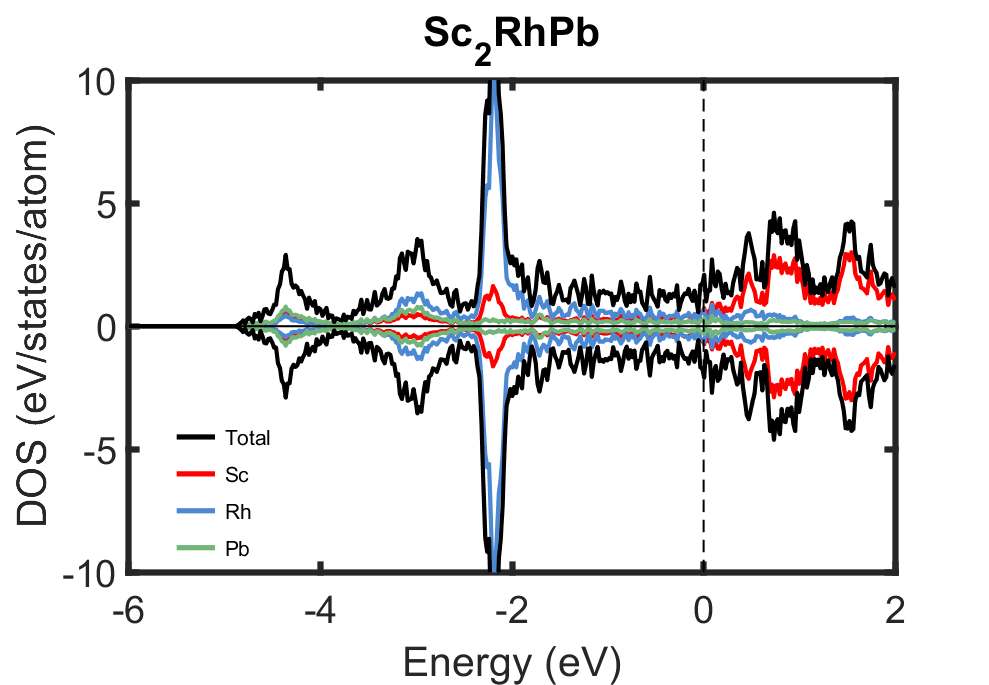 Sc₂RhPb
DOS (eV/states/atom)
10
5
0
-5
-10
Total
Sc
Rh
Pb
-6 -4 -2 0 2
Energy (eV)